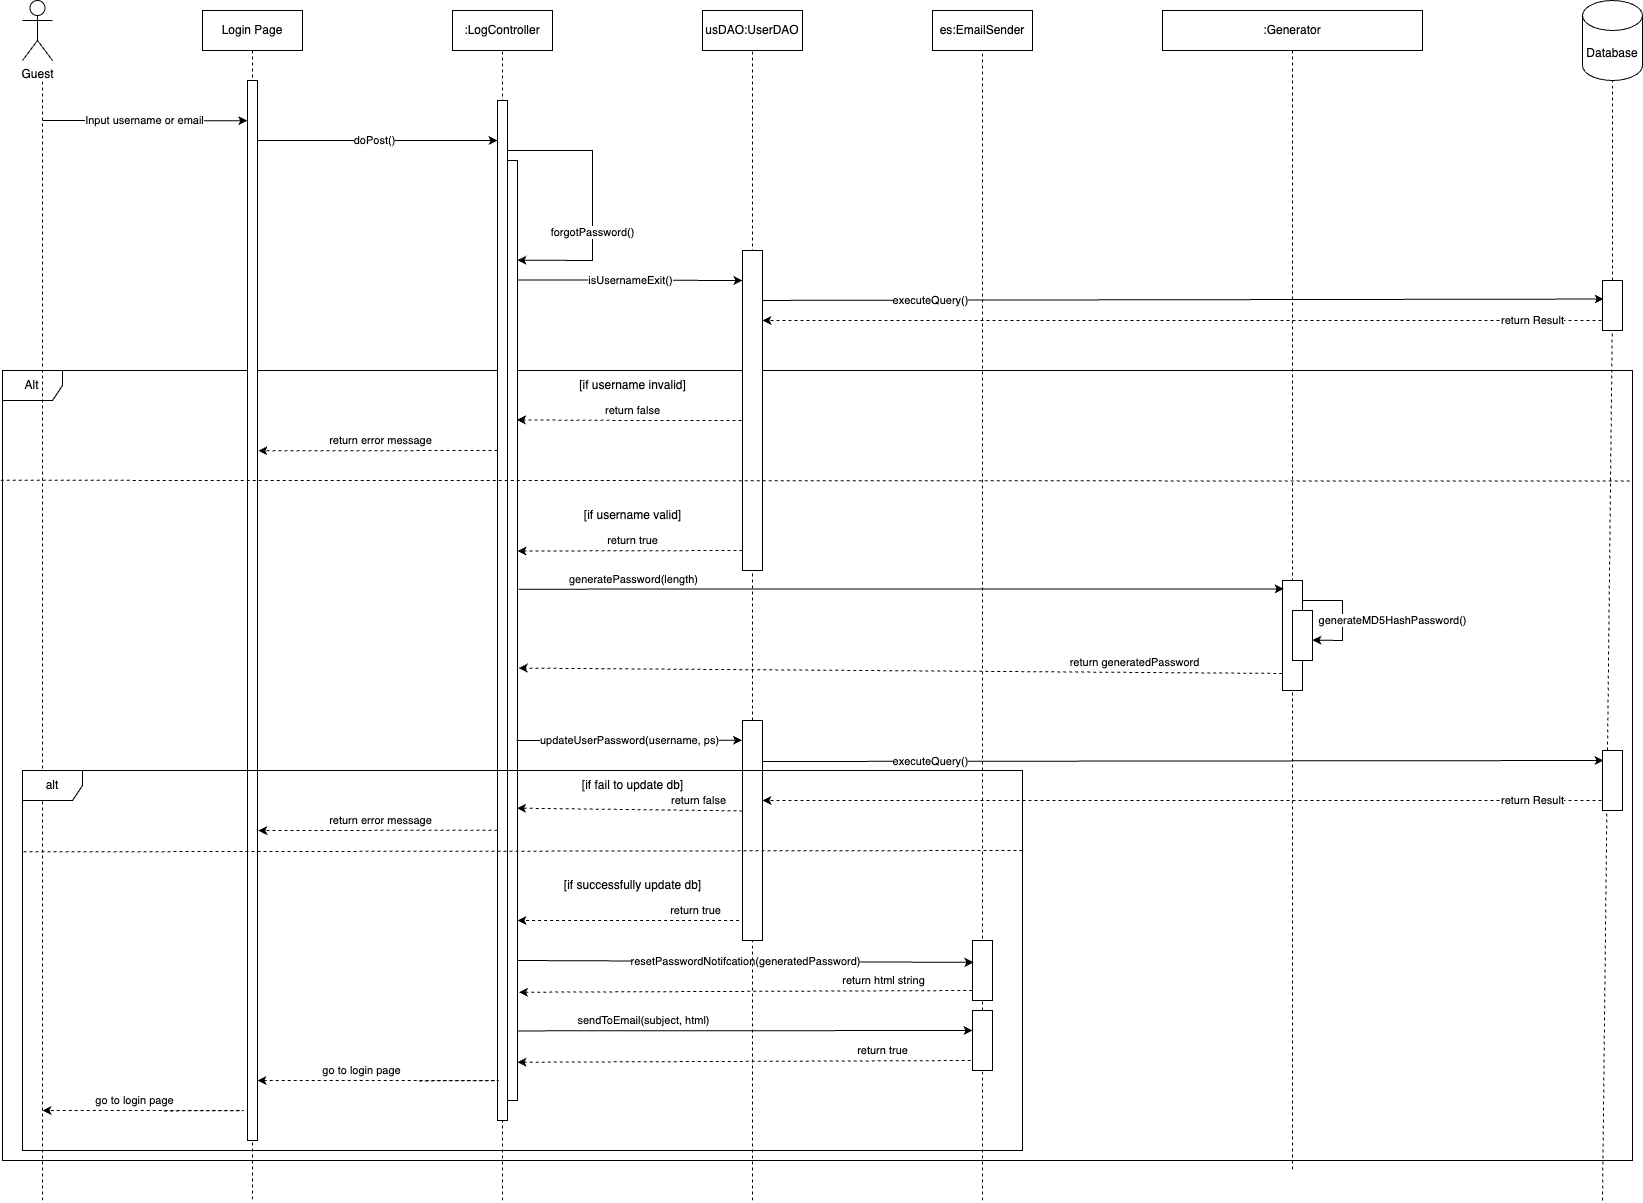 Guest
Login Page
:LogController
usDAO:UserDAO
es:EmailSender
:Generator
Database
Input username or email
doPost()
forgotPassword()
isUsernameExit()
executeQuery()
return Result
Alt
[if username invalid]
return false
return error message
[if username valid]
return true
generatePassword(length)
generateMD5HashPassword()
return generatedPassword
updateUserPassword(username, ps)
executeQuery()
alt
[if fail to update db]
return false
return Result
return error message
[if successfully update db]
return true
resetPasswordNotifcation(generatedPassword)
return html string
sendToEmail(subject, html)
return true
go to login page
go to login page